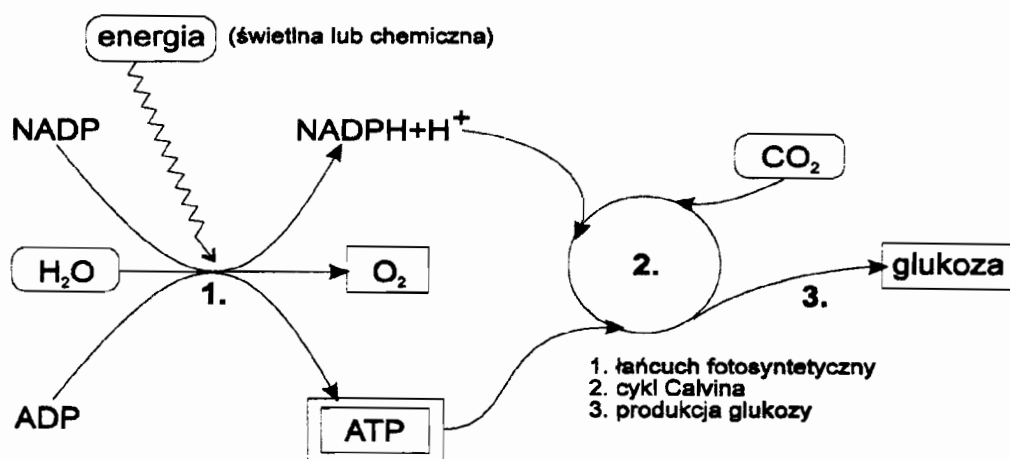 energia (świetlna lub chemiczna)
NADP
NADPH+H⁺
CO₂
H₂O
O₂
1.
2.
3.
glukoza
ADP
ATP
1. łańcuch fotosyntetyczny
2. cykl Calvina
3. produkcja glukozy